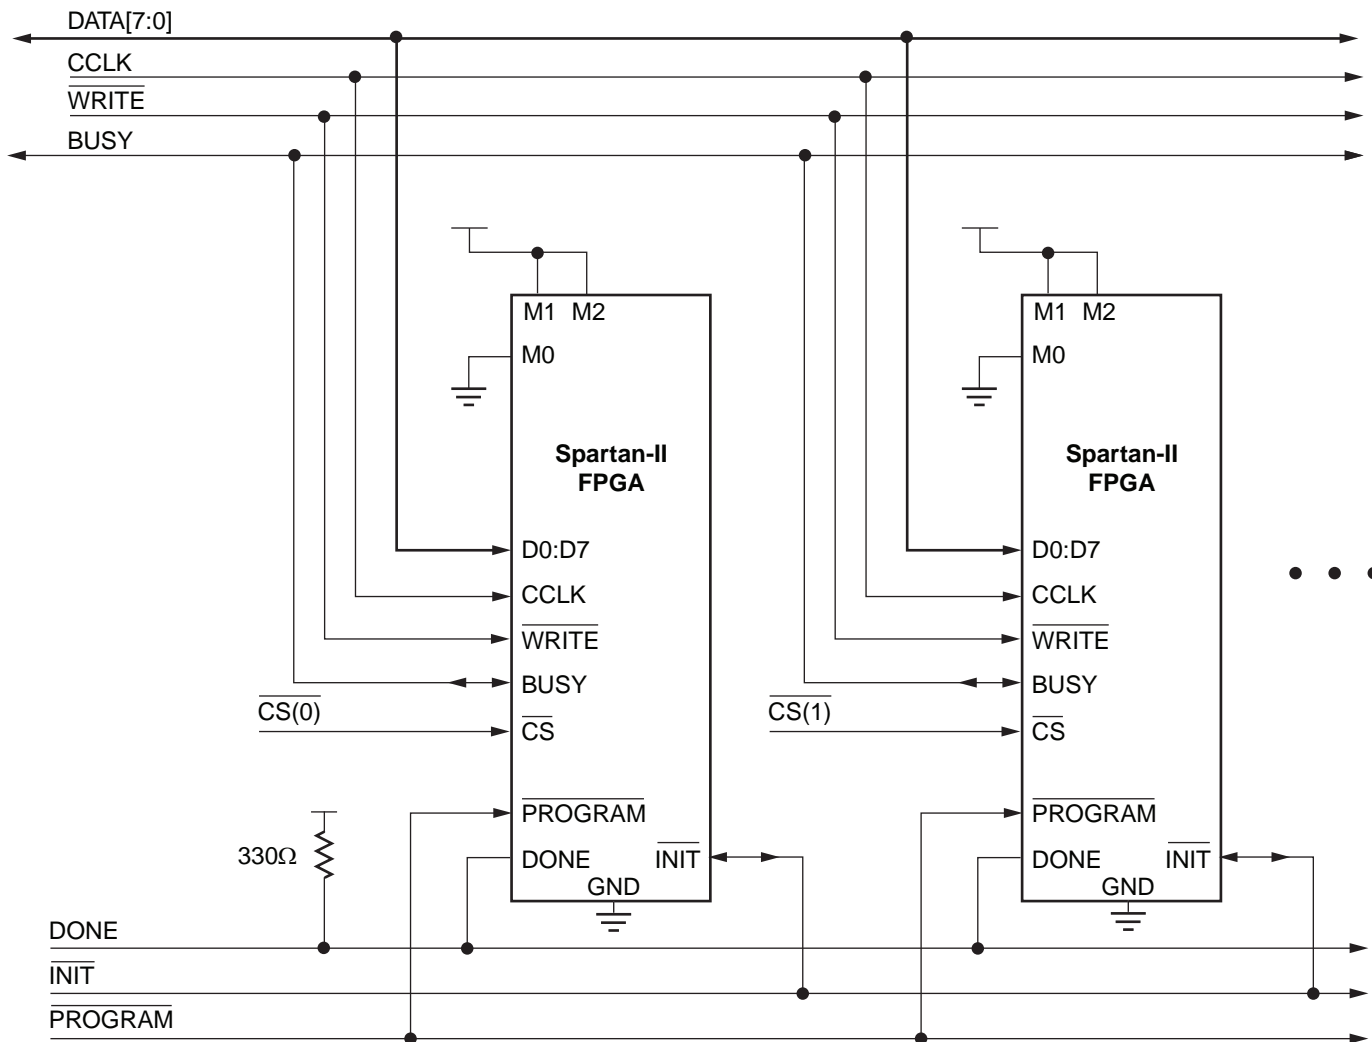 DATA[7:0]
CCLK
WRITE
BUSY
M1 M2
M0
Spartan-II
FPGA
D0:D7
CCLK
WRITE
BUSY
CS(0)
CS
PROGRAM
330Ω
DONE
INIT
GND
M1 M2
M0
Spartan-II
FPGA
D0:D7
CCLK
WRITE
BUSY
CS(1)
CS
PROGRAM
DONE
INIT
GND
DONE
INIT
PROGRAM